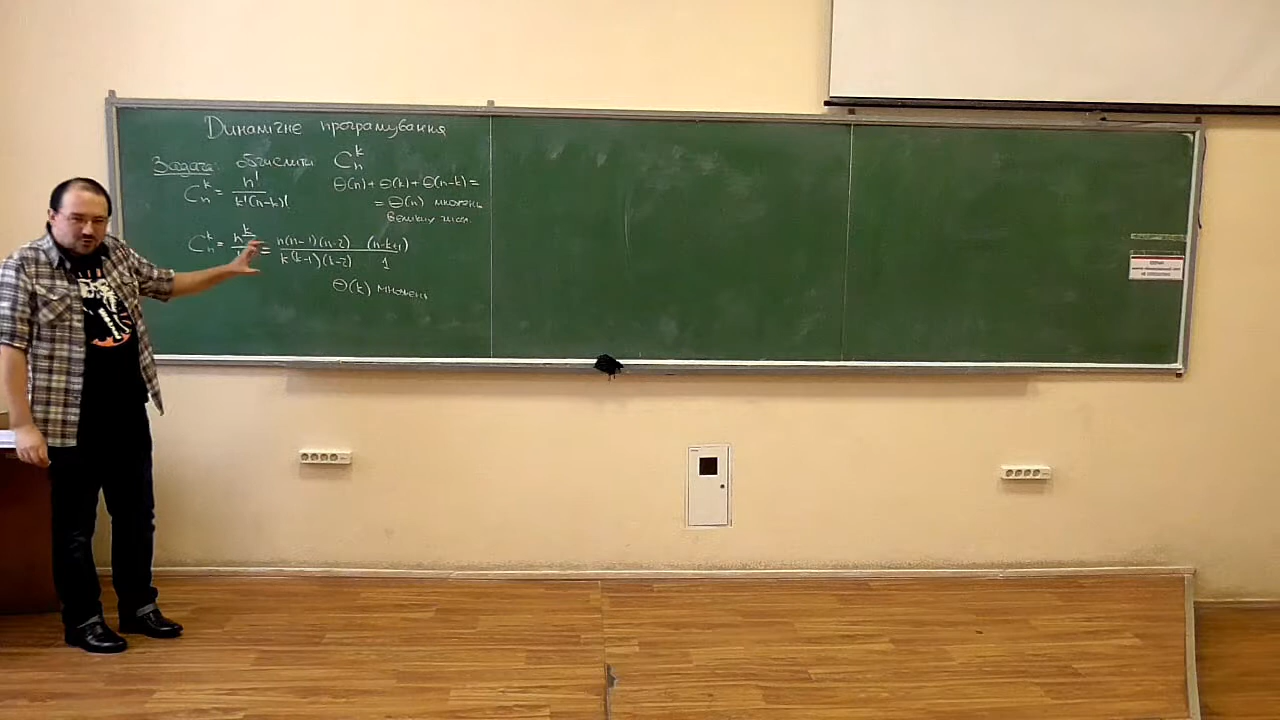 Динамічне програмування
Задача: обчислити C_n^k
C_n^k = n! / k!(n-k)!
Θ(n) + Θ(k) + Θ(n-k) =
= Θ(n) множень
великих чисел.
C_n^k = n^k = n(n-1)(n-2) (n-k+1) / k(k-1)(k-2) 1
Θ(k) множень